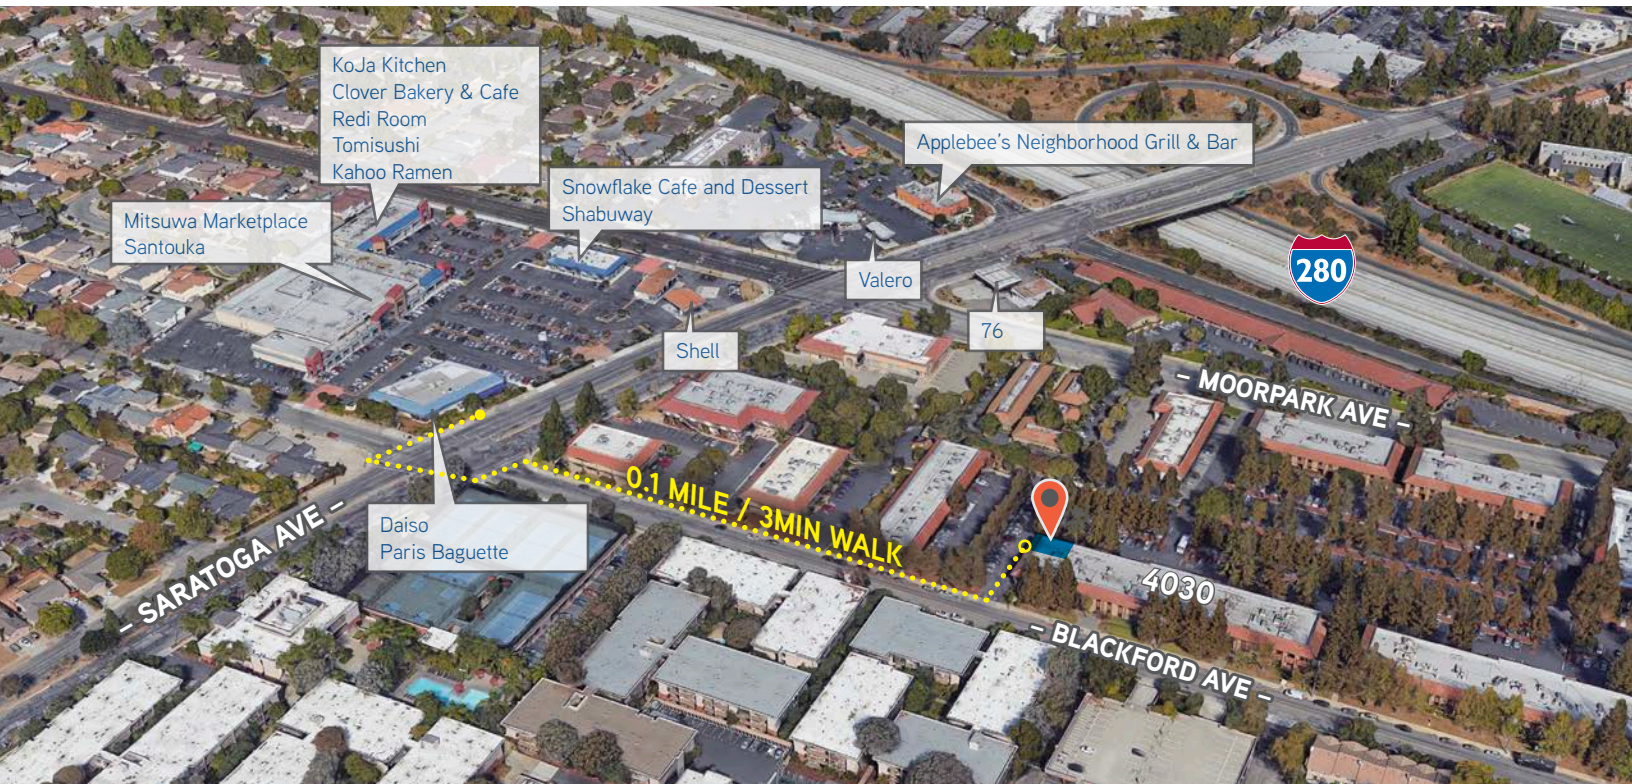 KoJa Kitchen
Clover Bakery & Cafe
Redi Room
Tomisushi
Kahoo Ramen
Applebee's Neighborhood Grill & Bar
Snowflake Cafe and Dessert
Shabuway
Mitsuwa Marketplace
Santouka
280
Valero
76
Shell
– MOORPARK AVE –
0.1 MILE / 3MIN WALK
Daiso
Paris Baguette
– SARATOGA AVE –
4030
– BLACKFORD AVE –